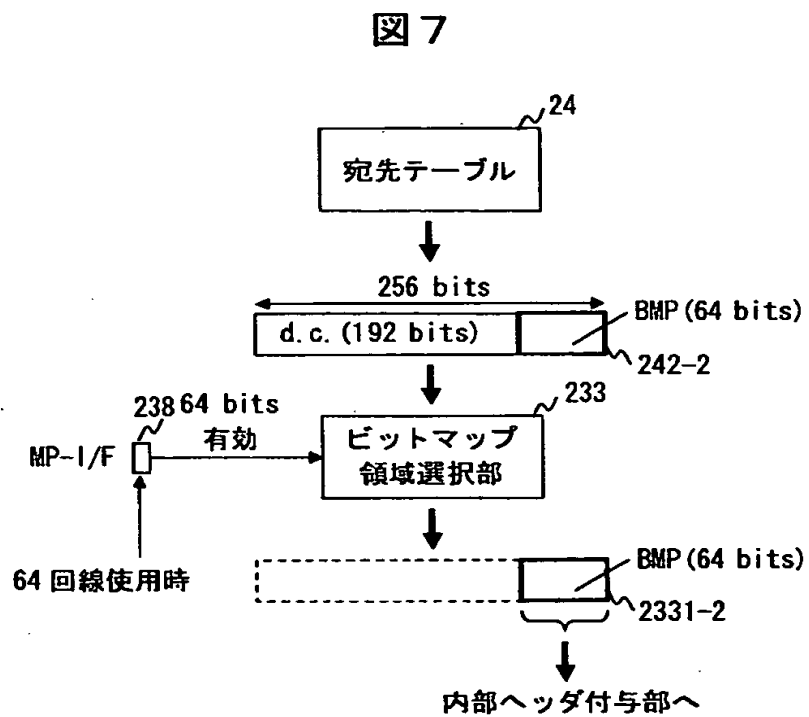 図7
24
宛先テーブル
256 bits
d.c.(192 bits)
BMP(64 bits)
242-2
238
64 bits
233
MP-I/F
有効
ビットマップ
領域選択部
64回線使用時
BMP(64 bits)
2331-2
内部ヘッダ付与部へ